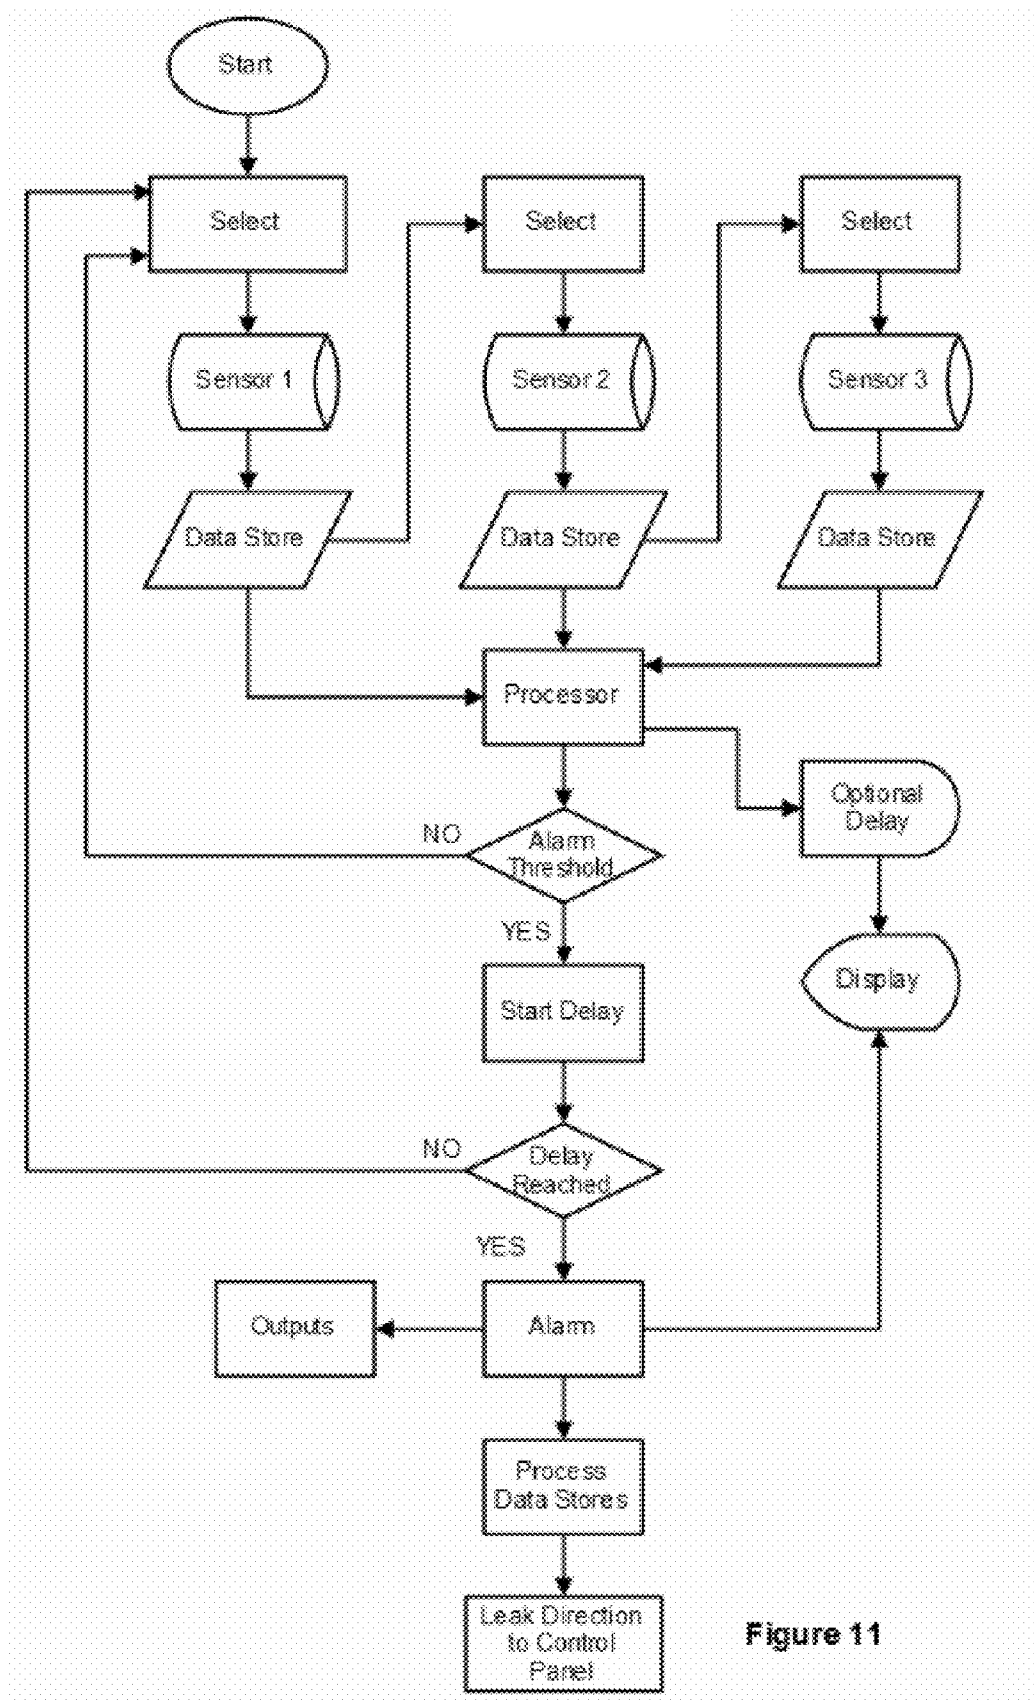 Start
Select
Select
Select
Sensor 1
Sensor 2
Sensor 3
Data Store
Data Store
Data Store
Processor
Optional
Delay
NO
Alarm
Threshold
YES
Display
Start Delay
NO
Delay
Reached
YES
Outputs
Alarm
Process
Data Stores
Leak Direction
to Control
Panel
Figure 11